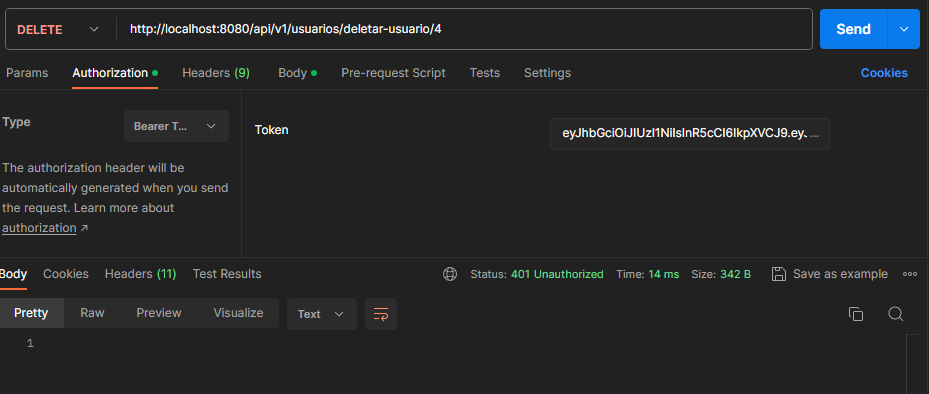 DELETE http://localhost:8080/api/v1/usuarios/deletar-usuario/4 Send
Params Authorization Headers (9) Body Pre-request Script Tests Settings Cookies
Type Bearer T...
Token eyJhbGciOiJIUzI1NiIsInR5cCI6IkpXVCJ9.ey. ...
The authorization header will be
automatically generated when you send
the request. Learn more about
authorization ↗
Body Cookies Headers (11) Test Results Status: 401 Unauthorized Time: 14 ms Size: 342 B Save as example
Pretty Raw Preview Visualize Text
1